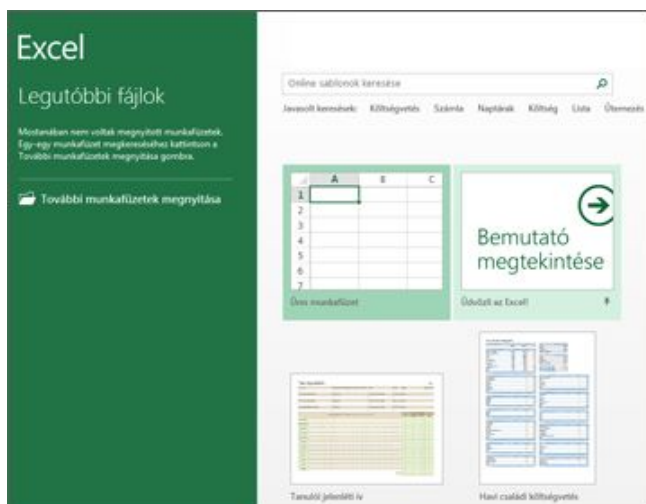 Excel
Legutóbbi fájlok
Mostanában nem voltak megnyitott munkafüzetek.
Egy-egy munkafüzet megkereséséhez kattintson a
További munkafüzetek megnyitása gombra.
További munkafüzetek megnyitása
Online sablonok keresése
Javasolt keresések: Költségvetés Számla Naptárak Költség Lista Ütemezés
A B C
1
2
3
4
5
6
7
Bemutató
megtekintése
Üres munkafüzet
Üdvözli az Excel!
Tanulói jelenléti ív
Havi családi költségvetés